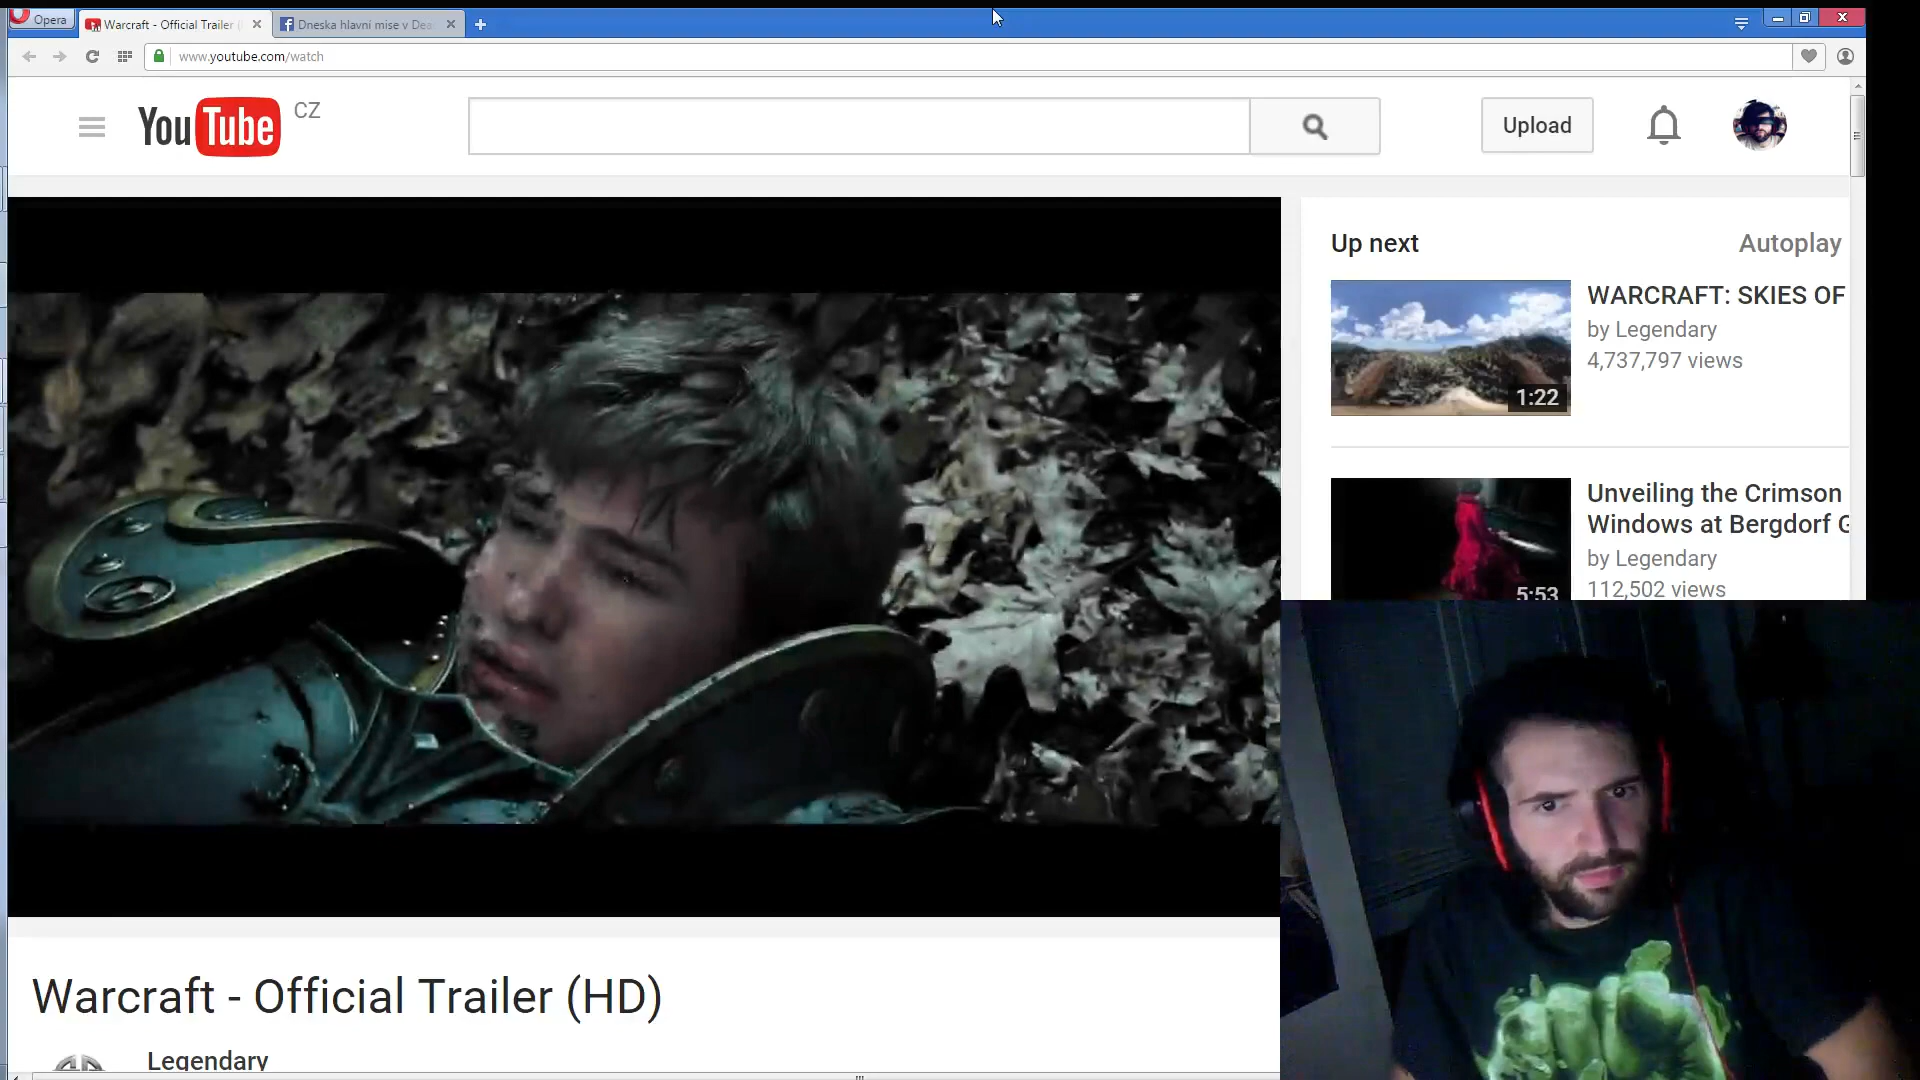 Opera
Warcraft - Official Trailer (
Dneska hlavní mise v Dea
www.youtube.com/watch
YouTube CZ
Upload
Up next
Autoplay
WARCRAFT: SKIES OF
by Legendary
4,737,797 views
1:22
Unveiling the Crimson
Windows at Bergdorf G
by Legendary
112,502 views
5:53
Warcraft - Official Trailer (HD)
Legendary